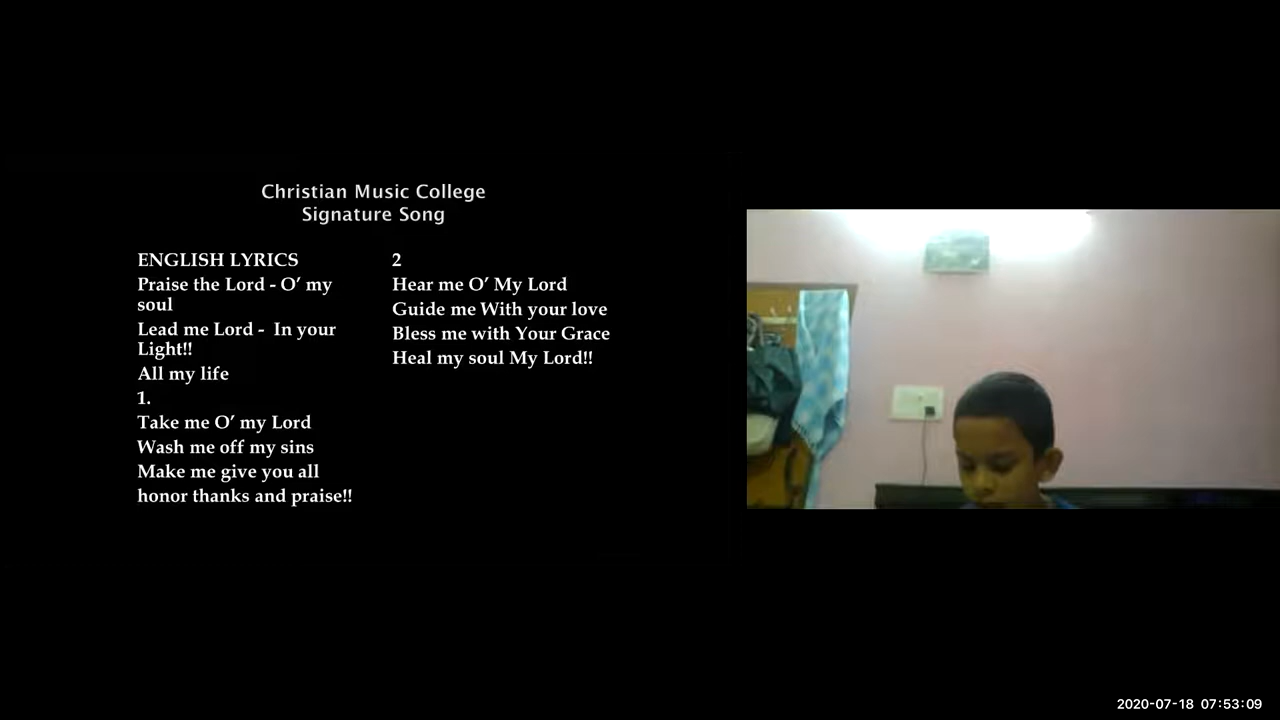 Christian Music College
Signature Song
ENGLISH LYRICS
Praise the Lord - O’ my
soul
Lead me Lord -  In your
Light!!
All my life
1.
Take me O’ my Lord
Wash me off my sins
Make me give you all
honor thanks and praise!!
2
Hear me O’ My Lord
Guide me With your love
Bless me with Your Grace
Heal my soul My Lord!!
2020-07-18 07:53:09